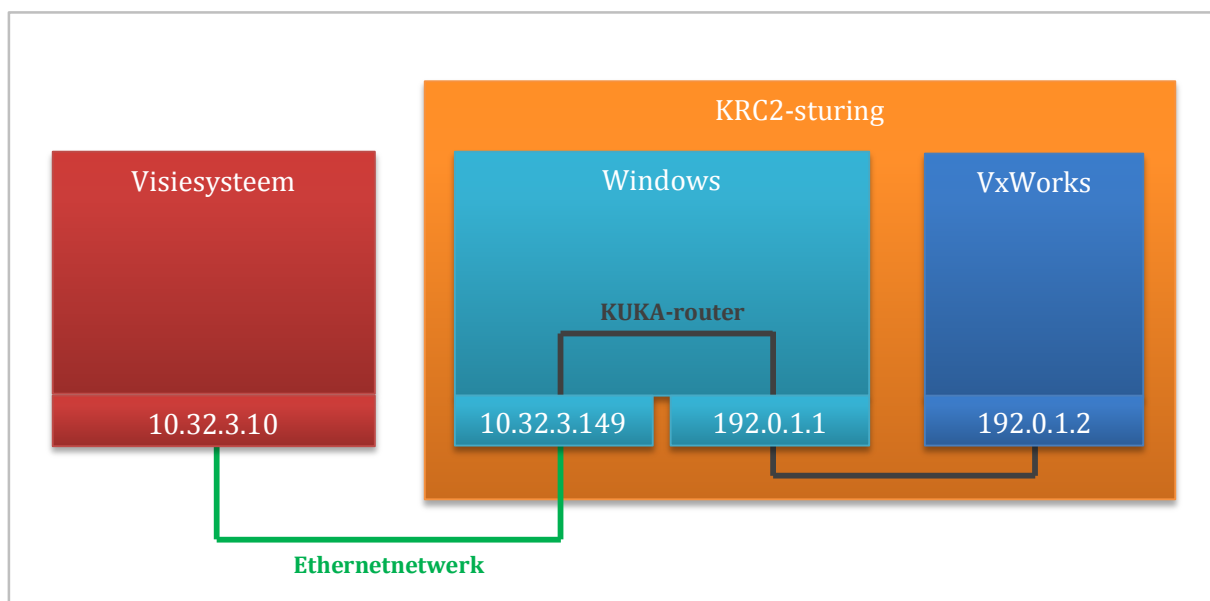 KRC2-sturing
Visiesysteem
Windows
VxWorks
KUKA-router
10.32.3.10
10.32.3.149
192.0.1.1
192.0.1.2
Ethernetnetwerk